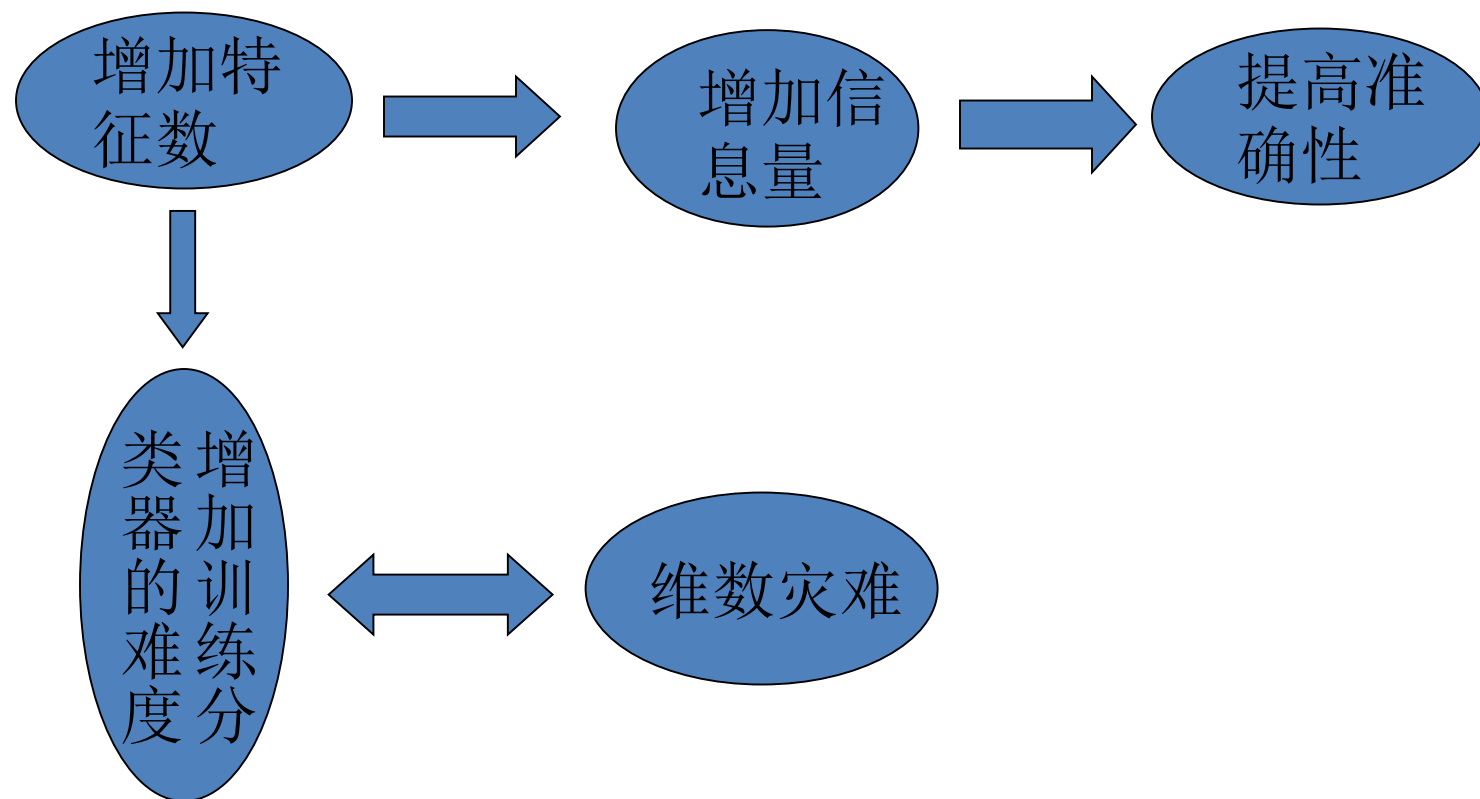 增加特
征数
增加信
息量
提高准
确性
增加训练分
类器的难度
维数灾难